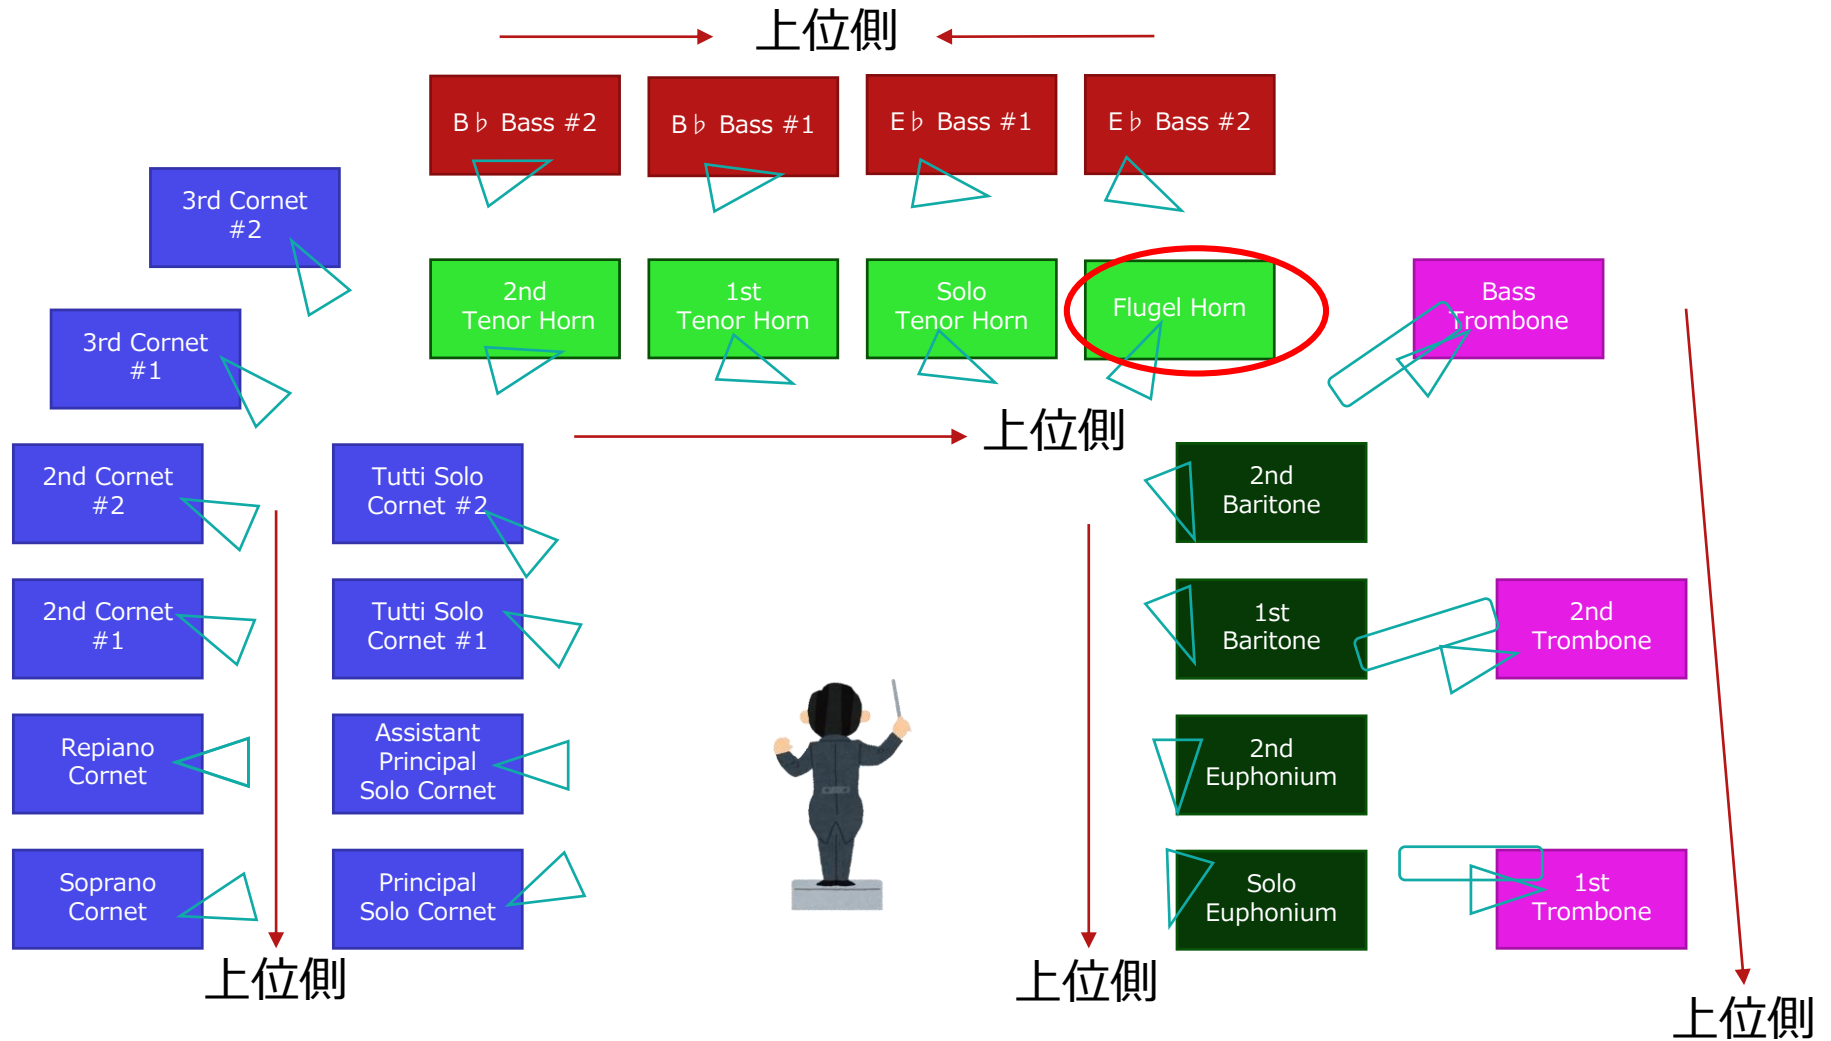 上位側
B♭ Bass #2
B♭ Bass #1
E♭ Bass #1
E♭ Bass #2
3rd Cornet
#2
2nd
Tenor Horn
1st
Tenor Horn
Solo
Tenor Horn
Flugel Horn
Bass
Trombone
3rd Cornet
#1
上位側
2nd Cornet
#2
Tutti Solo
Cornet #2
2nd
Baritone
2nd Cornet
#1
Tutti Solo
Cornet #1
1st
Baritone
2nd
Trombone
Repiano
Cornet
Assistant
Principal
Solo Cornet
2nd
Euphonium
Soprano
Cornet
Principal
Solo Cornet
Solo
Euphonium
1st
Trombone
上位側
上位側
上位側